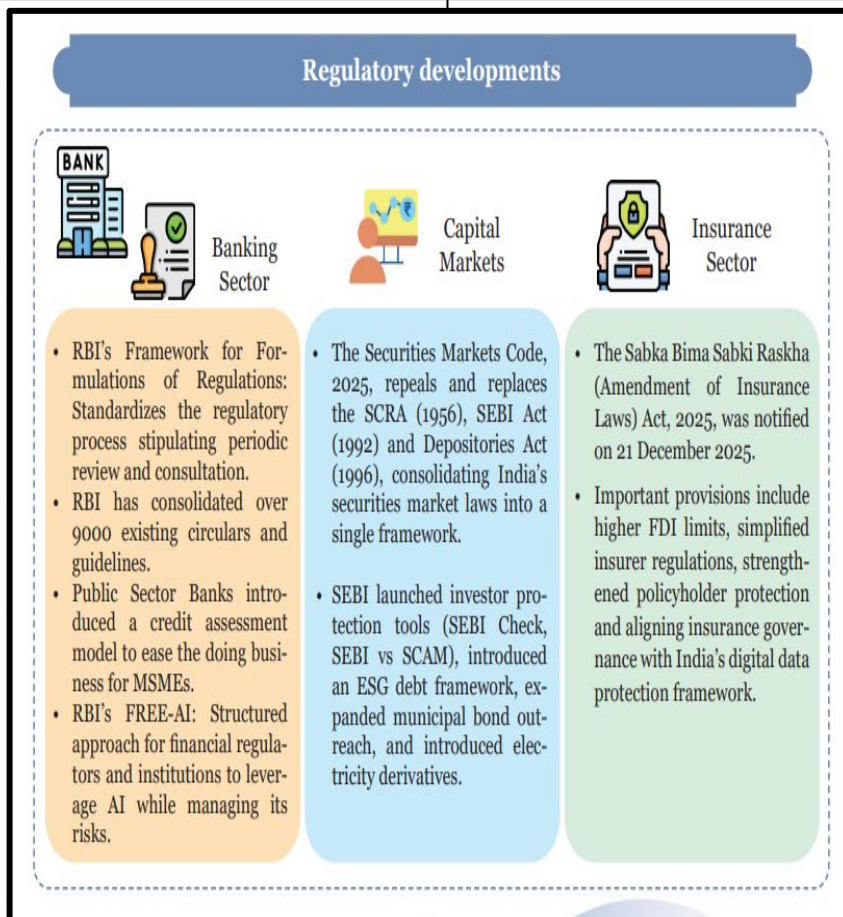 Regulatory developments
BANK
Banking
Sector
• RBI's Framework for For-
mulations of Regulations:
Standardizes the regulatory
process stipulating periodic
review and consultation.
• RBI has consolidated over
9000 existing circulars and
guidelines.
• Public Sector Banks intro-
duced a credit assessment
model to ease the doing busi-
ness for MSMEs.
• RBI's FREE-AI: Structured
approach for financial regula-
tors and institutions to lever-
age AI while managing its
risks.
₹
Capital
Markets
• The Securities Markets Code,
2025, repeals and replaces
the SCRA (1956), SEBI Act
(1992) and Depositories Act
(1996), consolidating India's
securities market laws into a
single framework.
• SEBI launched investor pro-
tection tools (SEBI Check,
SEBI vs SCAM), introduced
an ESG debt framework, ex-
panded municipal bond out-
reach, and introduced elec-
tricity derivatives.
Insurance
Sector
• The Sabka Bima Sabki Raskha
(Amendment of Insurance
Laws) Act, 2025, was notified
on 21 December 2025.
• Important provisions include
higher FDI limits, simplified
insurer regulations, strength-
ened policyholder protection
and aligning insurance gover-
nance with India's digital data
protection framework.